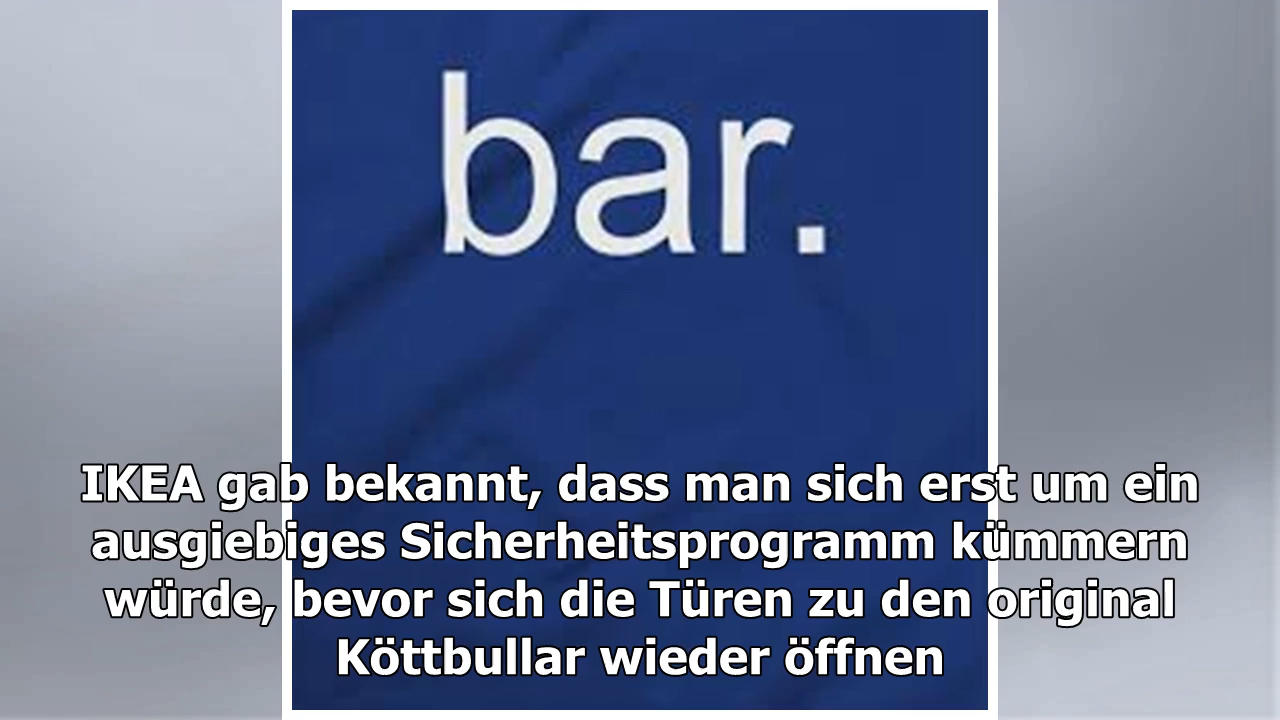 bar.
IKEA gab bekannt, dass man sich erst um ein
ausgiebiges Sicherheitsprogramm kümmern
würde, bevor sich die Türen zu den original
Köttbullar wieder öffnen